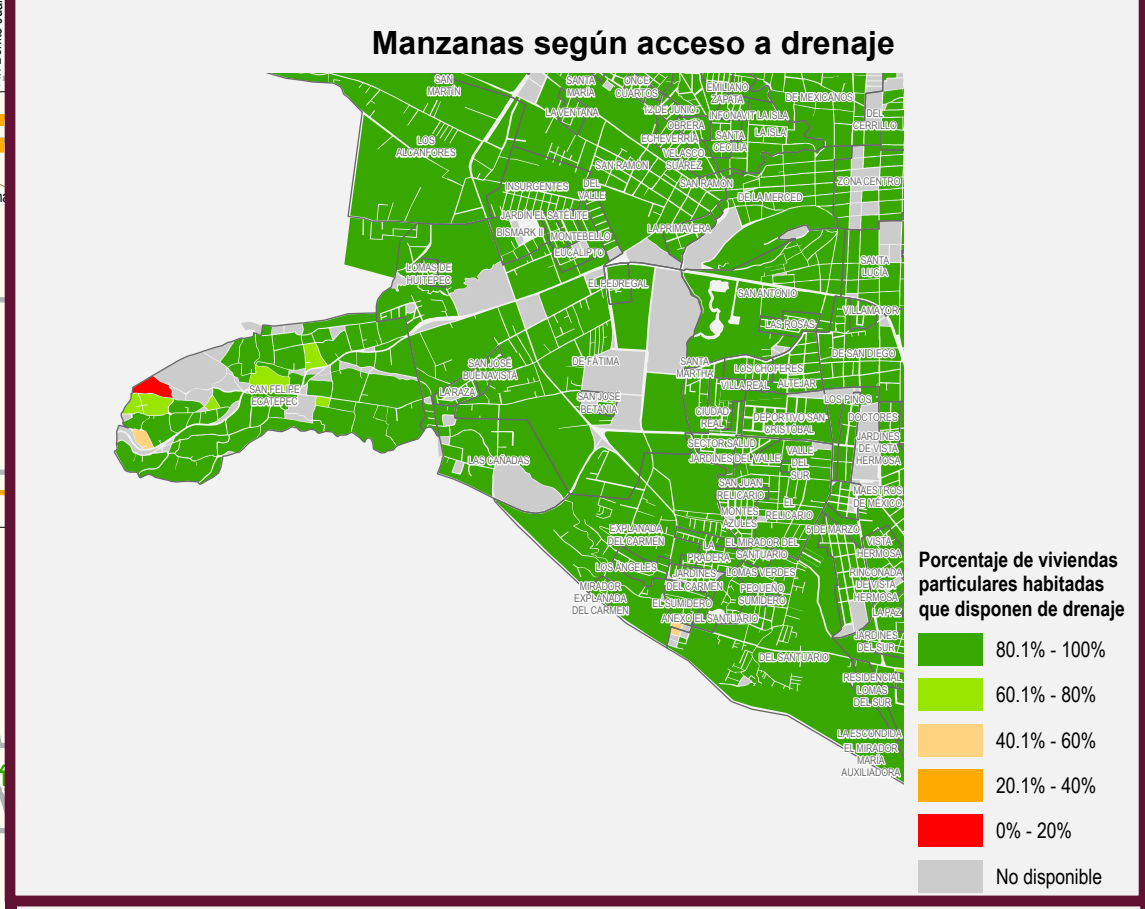 Manzanas según acceso a drenaje
SAN
MARTÍN
SANTA
MARÍA
ONCE
CUARTOS
EMILIANO
ZAPATA
DE MEXICANOS
LA VENTANA
12 DE JUNIO
INFONAVIT LA ISLA
DEL
CERRILLO
OBRERA
LOS
ALCANFORES
ECHEVERRÍA
SANTA
CECILIA
LA ISLA
VELASCO
SUÁREZ
SAN RAMÓN
SAN RAMÓN
ZONA CENTRO
INSURGENTES
DEL
VALLE
DE LA MERCED
JARDÍN EL SATÉLITE
BISMARK II
MONTEBELLO
LA PRIMAVERA
EUCALIPTO
LOMAS DE
HUITEPEC
SANTA
LUCÍA
EL PEDREGAL
SAN ANTONIO
VILLAMAYOR
LAS ROSAS
DE SAN DIEGO
SAN JOSÉ
BUENAVISTA
DE FÁTIMA
SANTA
MARTHA
LOS CHOFERES
VILLA REAL
ALTEJAR
SAN FELIPE
ECATEPEC
LA RAZA
SAN JOSÉ
BETANIA
LOS PINOS
CIUDAD
REAL
DEPORTIVO SAN
CRISTÓBAL
DOCTORES
JARDINES
DE VISTA
HERMOSA
SECTOR SALUD
LAS CAÑADAS
JARDINES DEL VALLE
VALLE
DEL
SUR
SAN JUAN
RELICARIO
MAESTROS
DE MÉXICO
EL
RELICARIO
MONTES
AZULES
EXPLANADA
DEL CARMEN
5 DE MARZO
LA
PRADERA
EL MIRADOR DEL
SANTUARIO
VISTA
HERMOSA
LOS ÁNGELES
JARDINES
DEL CARMEN
LOMAS VERDES
RINCONADA
DE VISTA
HERMOSA
MIRADOR
EXPLANADA
DEL CARMEN
PEQUEÑO
SUMIDERO
EL SUMIDERO
LA PAZ
ANEXO EL SANTUARIO
JARDINES
DEL SUR
DEL SANTUARIO
RESIDENCIAL
LOMAS
DEL SUR
LA ESCONDIDA
EL MIRADOR
MARÍA
AUXILIADORA
Porcentaje de viviendas
particulares habitadas
que disponen de drenaje
80.1% - 100%
60.1% - 80%
40.1% - 60%
20.1% - 40%
0% - 20%
No disponible